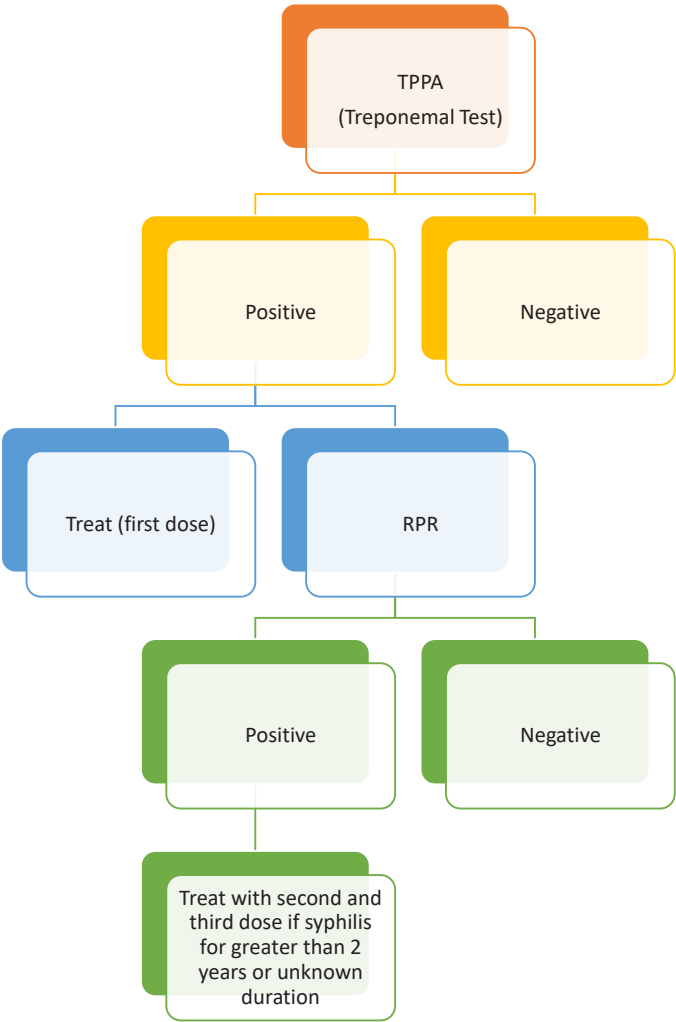 TPPA
(Treponemal Test)
Positive
Negative
Treat (first dose)
RPR
Positive
Negative
Treat with second and
third dose if syphilis
for greater than 2
years or unknown
duration